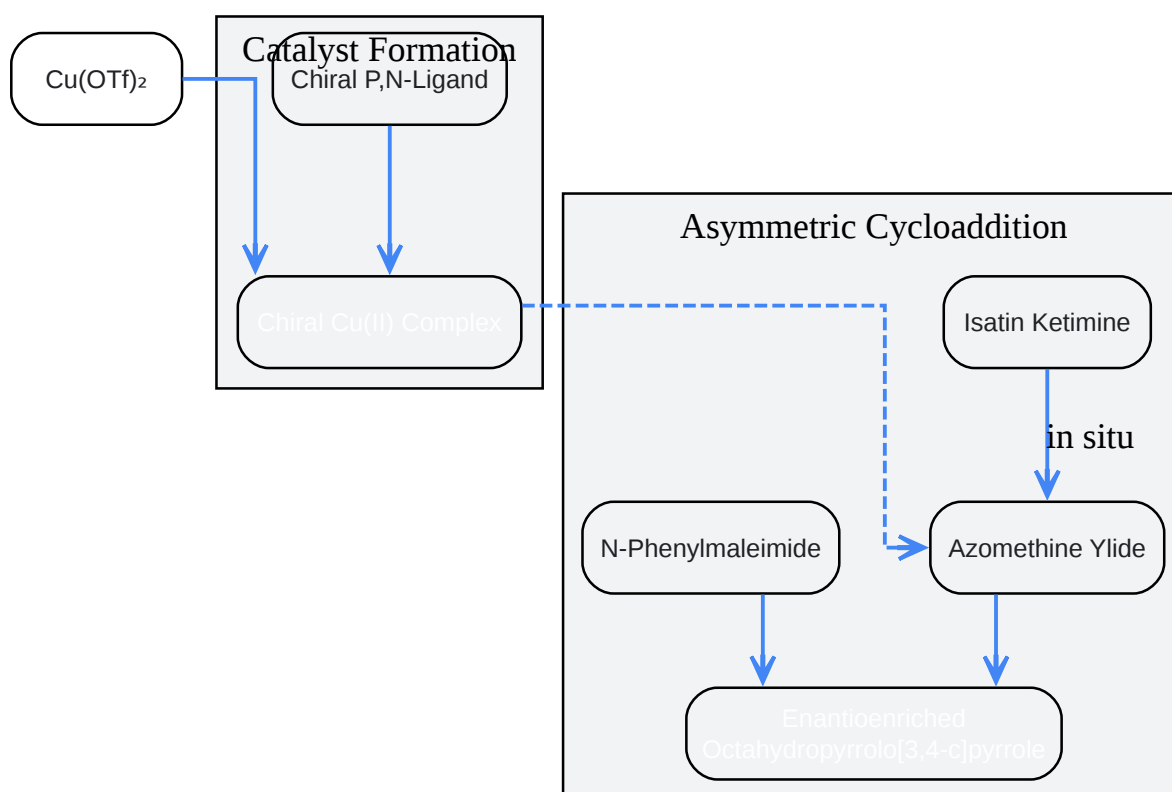 Catalyst Formation
Cu(OTf)₂
Chiral P,N-Ligand
Asymmetric Cycloaddition
Chiral Cu(II) Complex
Isatin Ketimine
in situ
N-Phenylmaleimide
Azomethine Ylide
Enantioenriched
Octahydropyrrolo[3,4-c]pyrrole